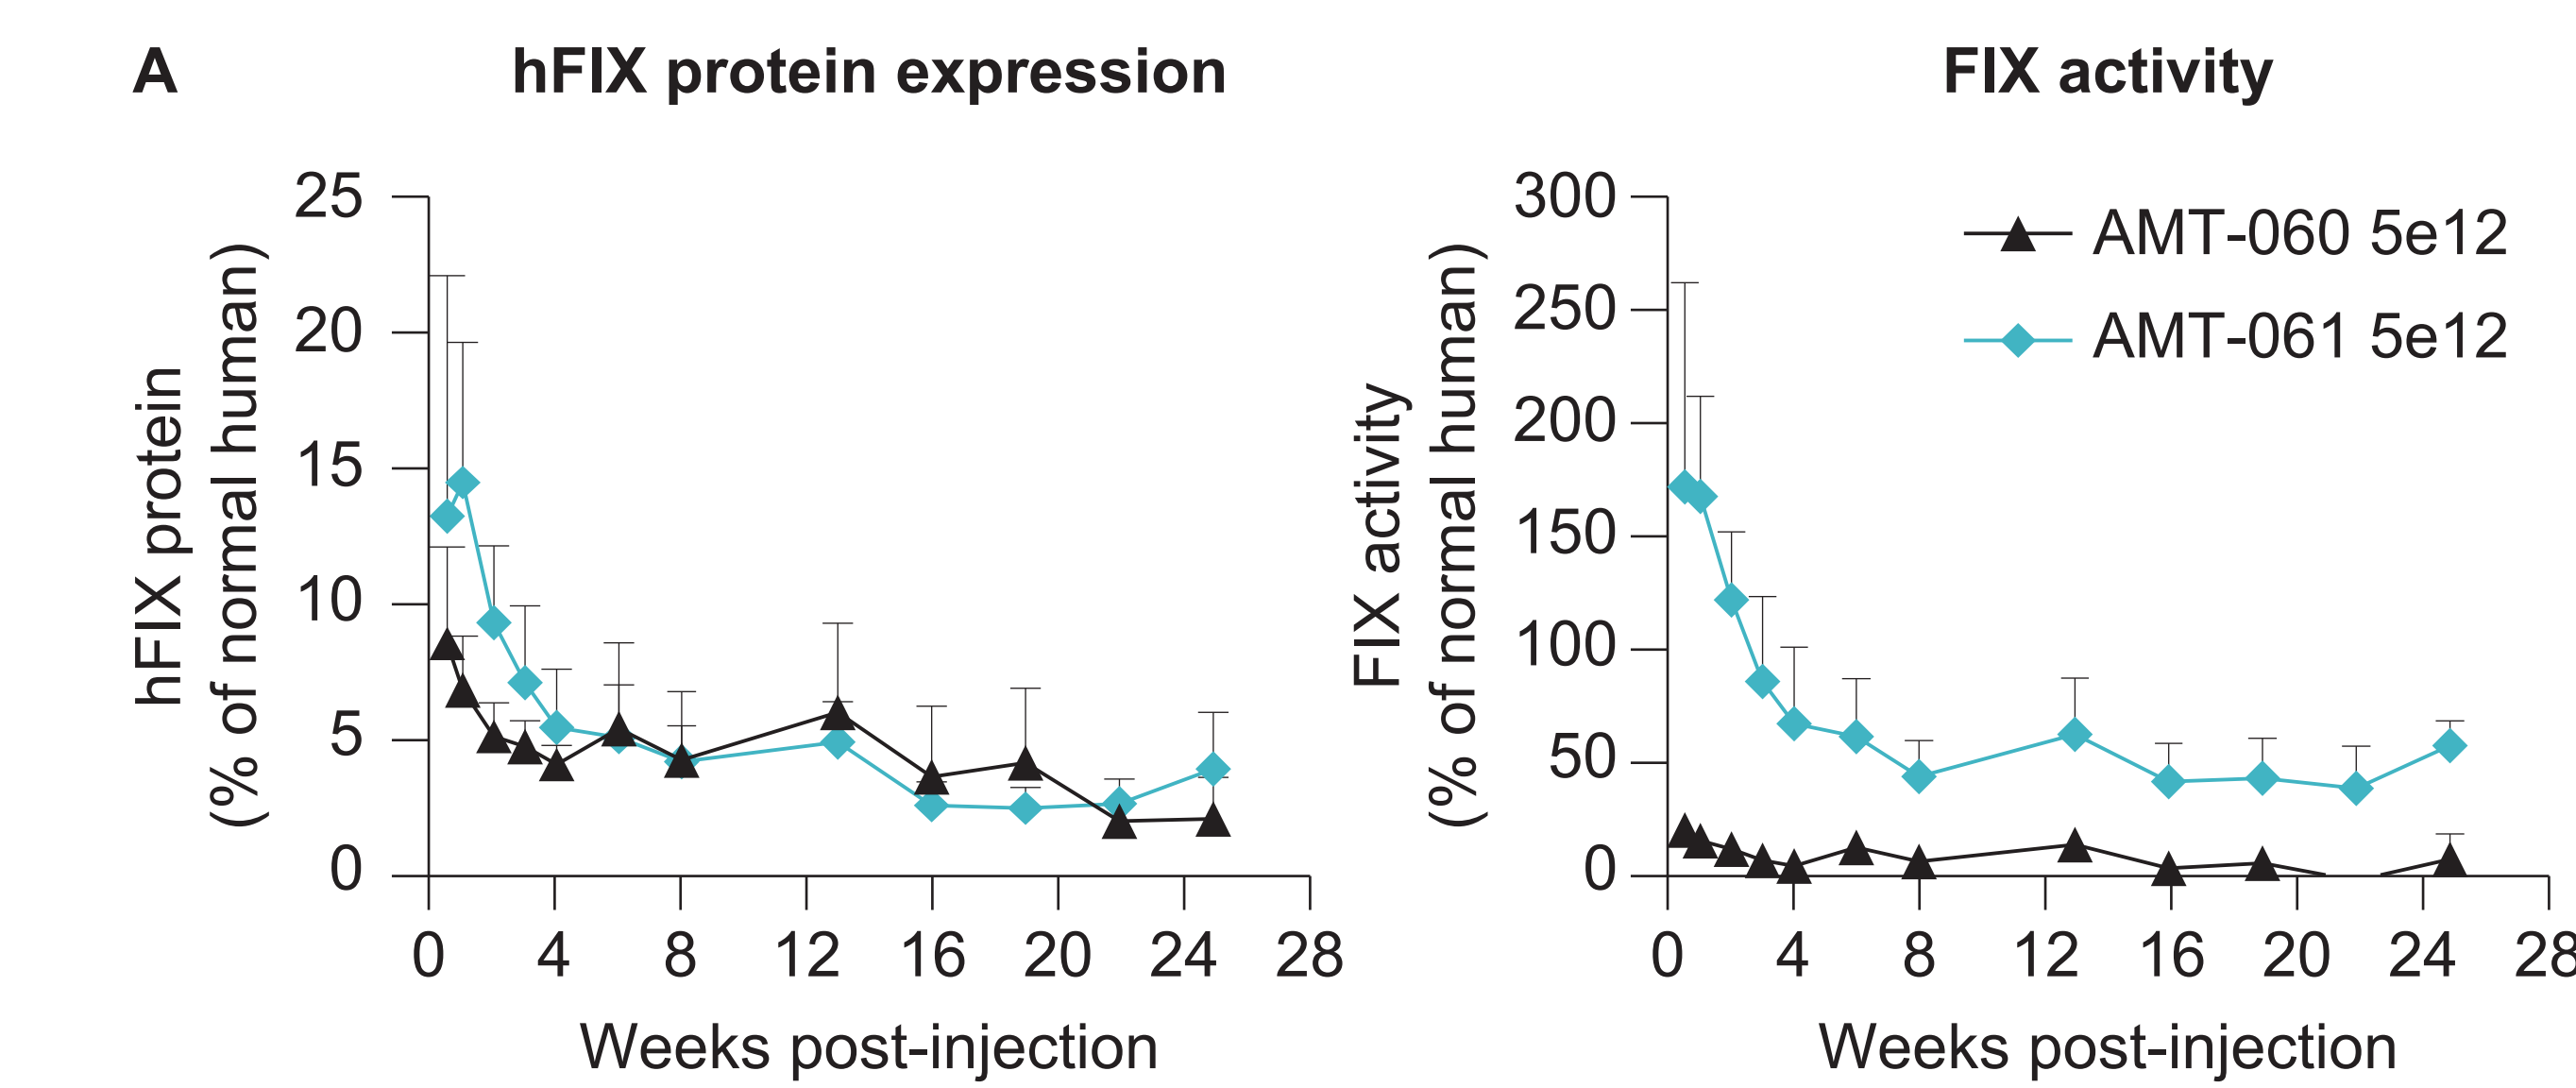 A
hFIX protein expression
hFIX protein
(% of normal human)
25
20
15
10
5
0
0 4 8 12 16 20 24 28
Weeks post-injection
FIX activity
FIX activity
(% of normal human)
300
250
200
150
100
50
0
0 4 8 12 16 20 24 28
Weeks post-injection
AMT-060 5e12
AMT-061 5e12